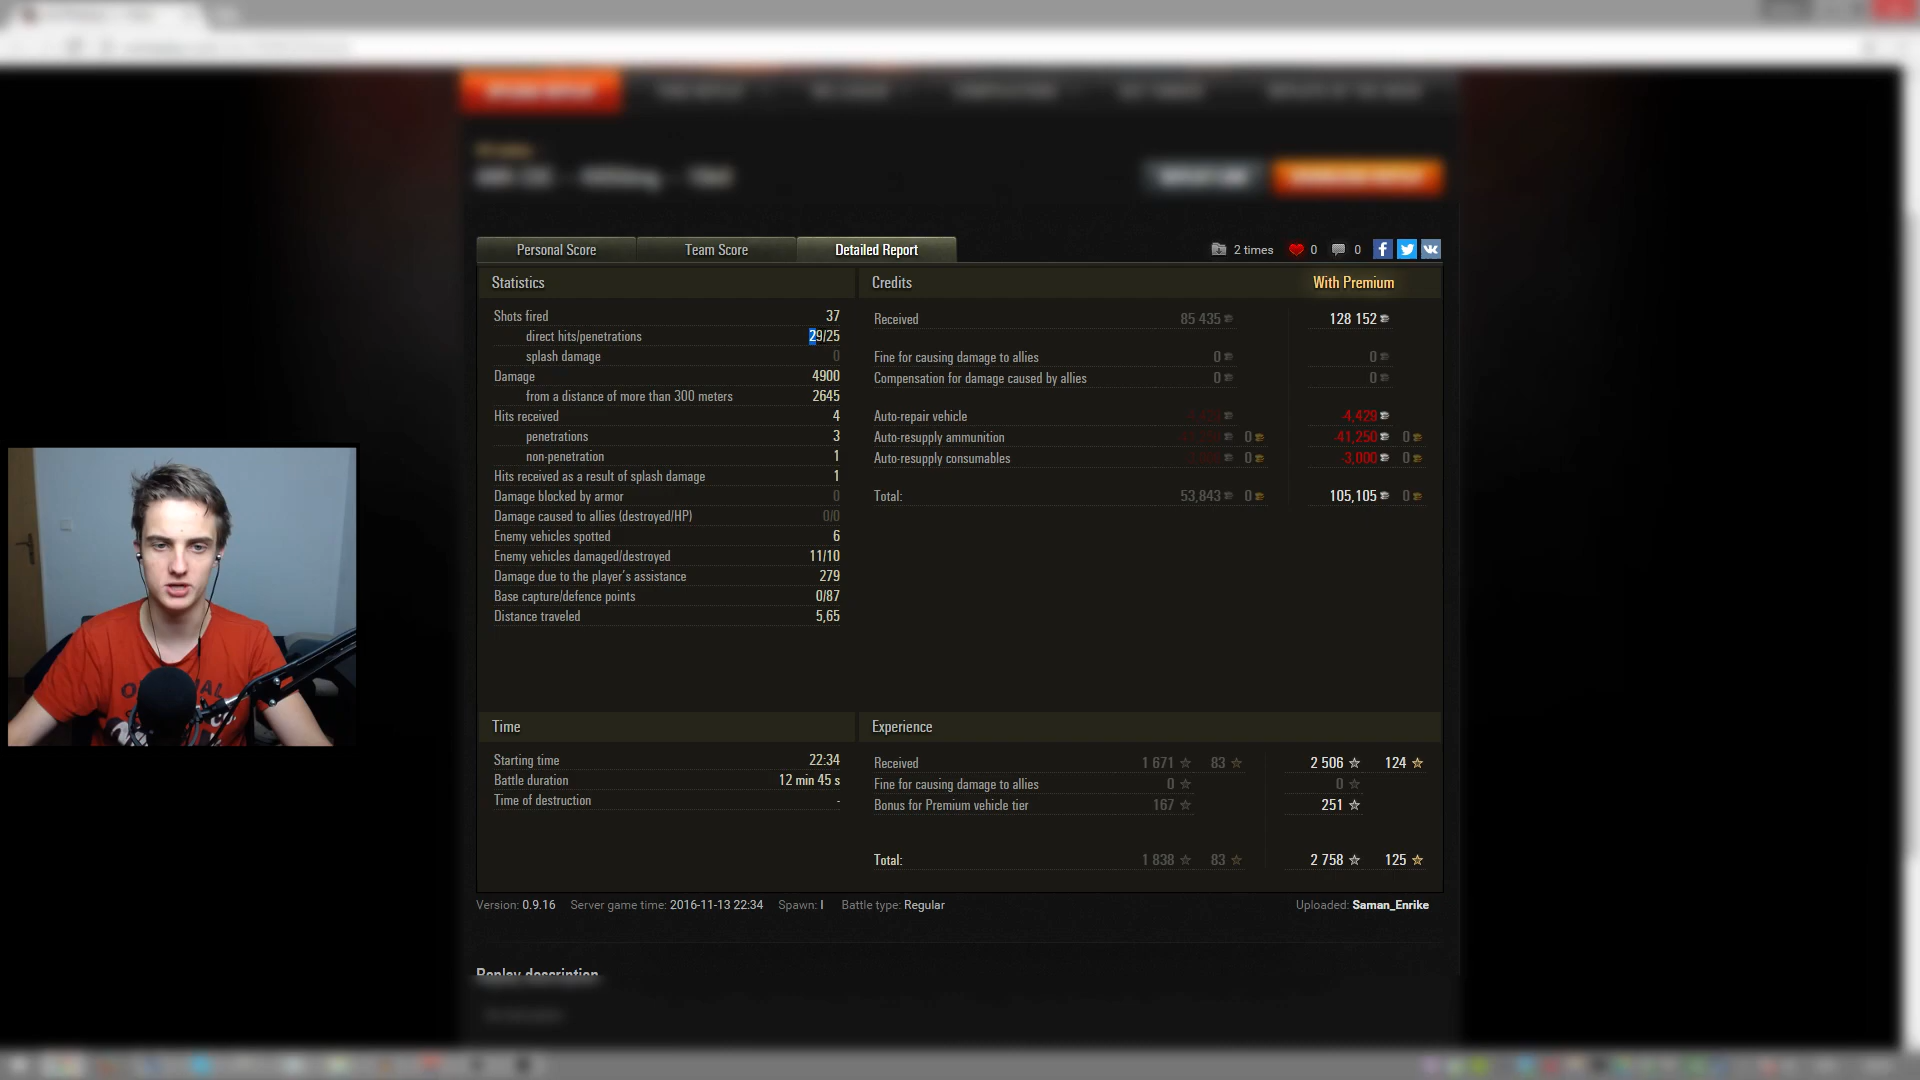 Personal Score
Team Score
Detailed Report
2 times
0
0
Statistics
Credits
With Premium
Shots fired 37
direct hits/penetrations 29/25
splash damage 0
Damage 4900
from a distance of more than 300 meters 2645
Hits received 4
penetrations 3
non-penetration 1
Hits received as a result of splash damage 1
Damage blocked by armor 0
Damage caused to allies (destroyed/HP) 0/0
Enemy vehicles spotted 6
Enemy vehicles damaged/destroyed 11/10
Damage due to the player's assistance 279
Base capture/defence points 0/87
Distance traveled 5,65
Received 85 435 128 152
Fine for causing damage to allies 0 0
Compensation for damage caused by allies 0 0
Auto-repair vehicle -4,429
Auto-resupply ammunition 0 -41,250 0
Auto-resupply consumables 0 -3,000 0
Total: 53,843 0 105,105 0
Time
Starting time 22:34
Battle duration 12 min 45 s
Time of destruction -
Experience
Received 1 671 83 2 506 124
Fine for causing damage to allies 0 0
Bonus for Premium vehicle tier 167 251
Total: 1 838 83 2 758 125
Version: 0.9.16 Server game time: 2016-11-13 22:34 Spawn: I Battle type: Regular
Uploaded: Saman_Enrike
Replay description